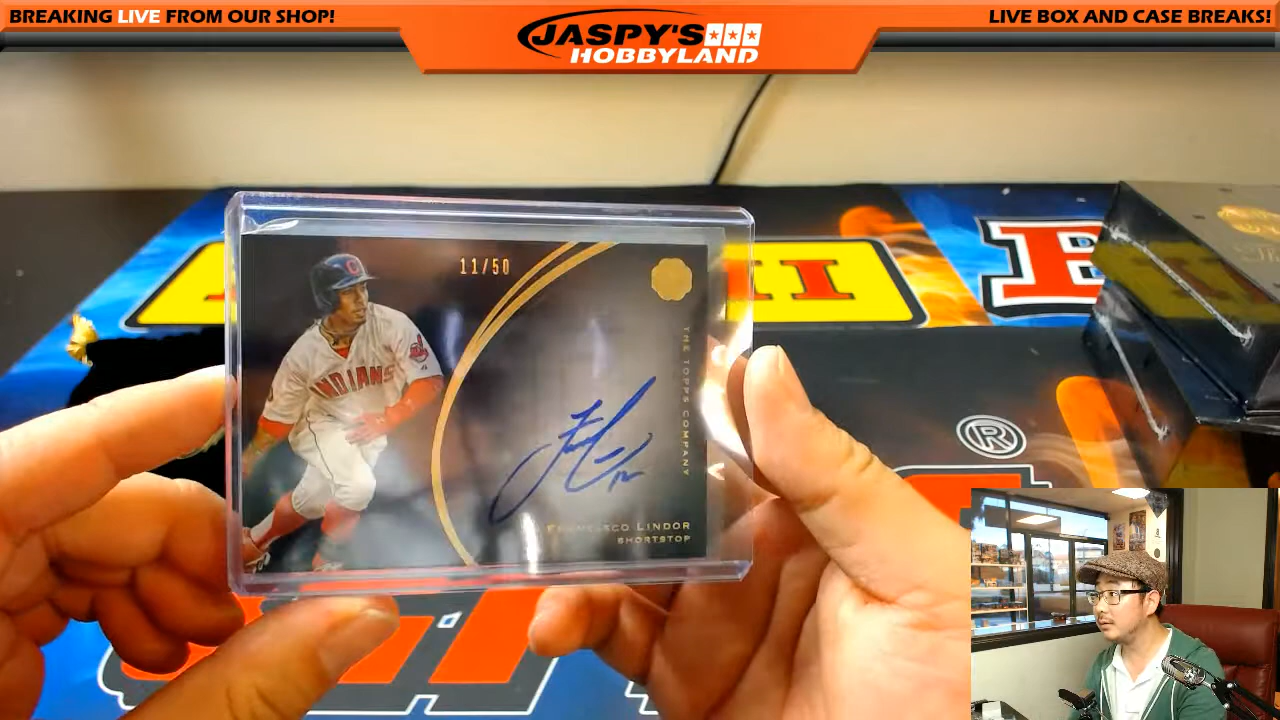 BREAKING LIVE FROM OUR SHOP!
JASPY'S
HOBBYLAND
LIVE BOX AND CASE BREAKS!
11/50
THE TOPPS COMPANY
INDIANS
FRANCISCO LINDOR
SHORTSTOP
®